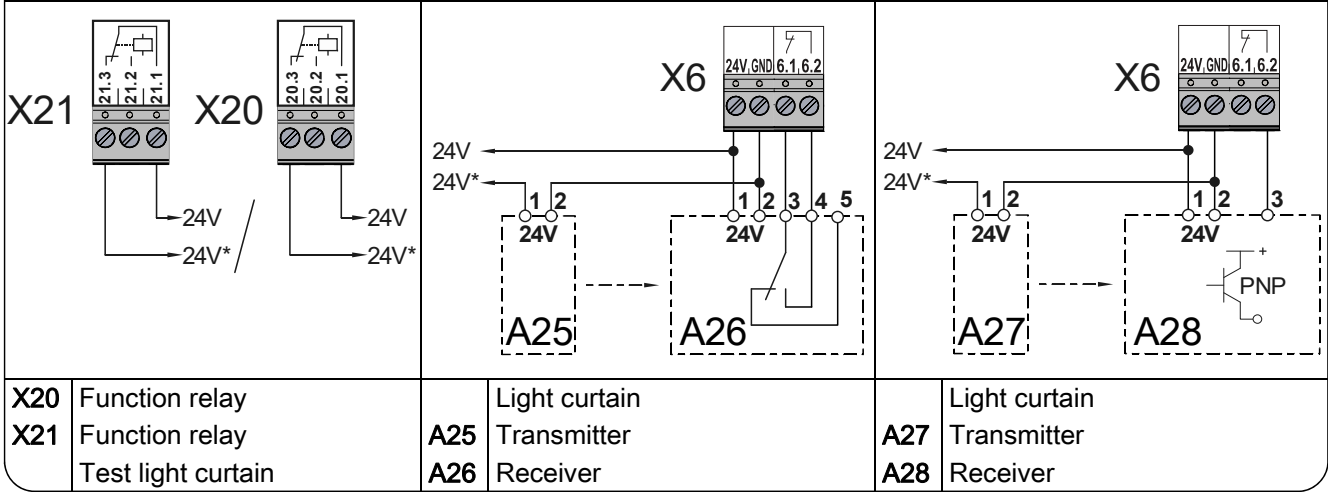 X21
21.3 21.2 21.1
24V
24V*
X20
20.3 20.2 20.1
24V
24V*
X6
24V GND 6.1 6.2
24V
24V*
1 2
24V
A25
1 2 3 4 5
24V
A26
X6
24V GND 6.1 6.2
24V
24V*
1 2
24V
A27
1 2 3
24V
+
PNP
A28
X20 Function relay
X21 Function relay
Test light curtain
Light curtain
A25 Transmitter
A26 Receiver
Light curtain
A27 Transmitter
A28 Receiver